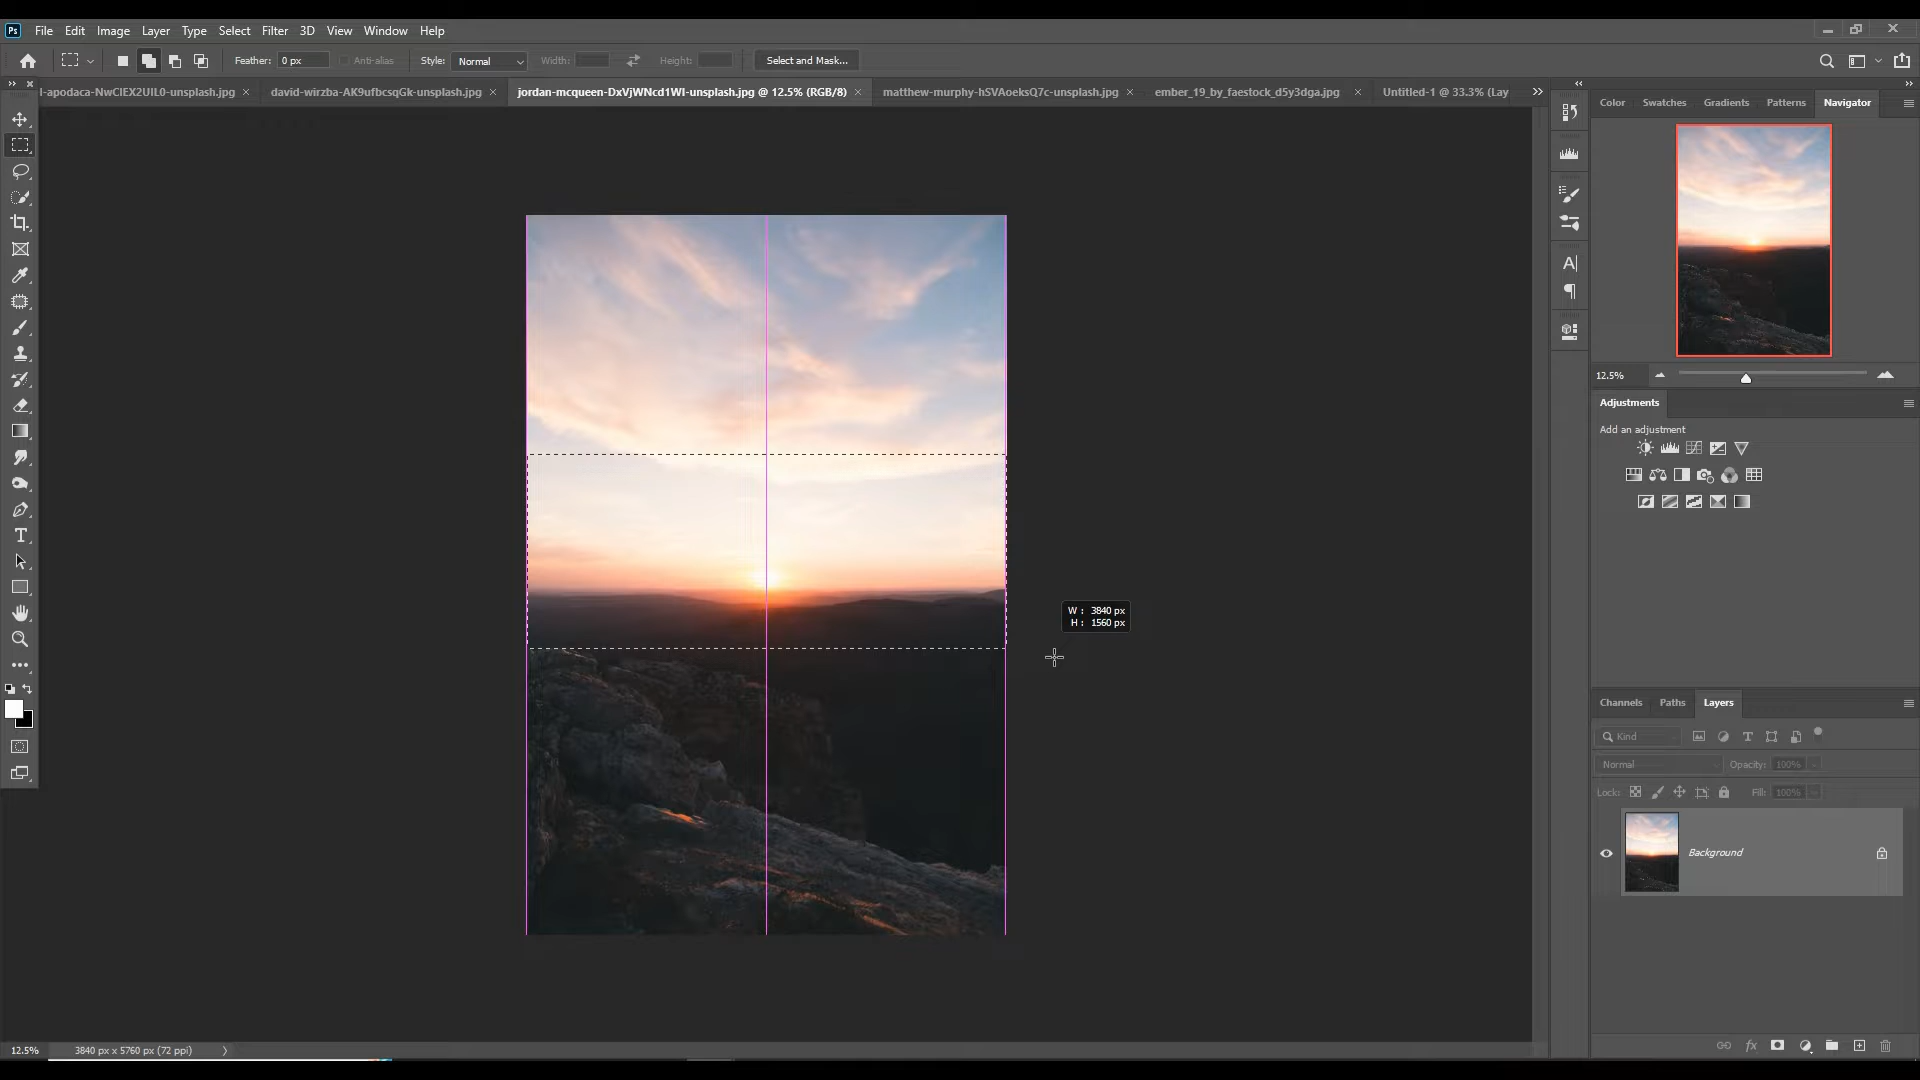 Ps File Edit Image Layer Type Select Filter 3D View Window Help
Feather: 0 px Anti-alias Style: Normal Width: Height: Select and Mask...
l-apodaca-NwClEX2UIL0-unsplash.jpg david-wirzba-AK9ufbcsqGk-unsplash.jpg jordan-mcqueen-DxVjWNcd1WI-unsplash.jpg @ 12.5% (RGB/8) matthew-murphy-hSVAoeksQ7c-unsplash.jpg ember_19_by_faestock_d5y3dga.jpg Untitled-1 @ 33.3% (Lay
Color Swatches Gradients Patterns Navigator
12.5%
Adjustments
Add an adjustment
W : 3840 px
H : 1560 px
Channels Paths Layers
Kind
Normal Opacity: 100%
Lock: Fill: 100%
Background
12.5% 3840 px x 5760 px (72 ppi)